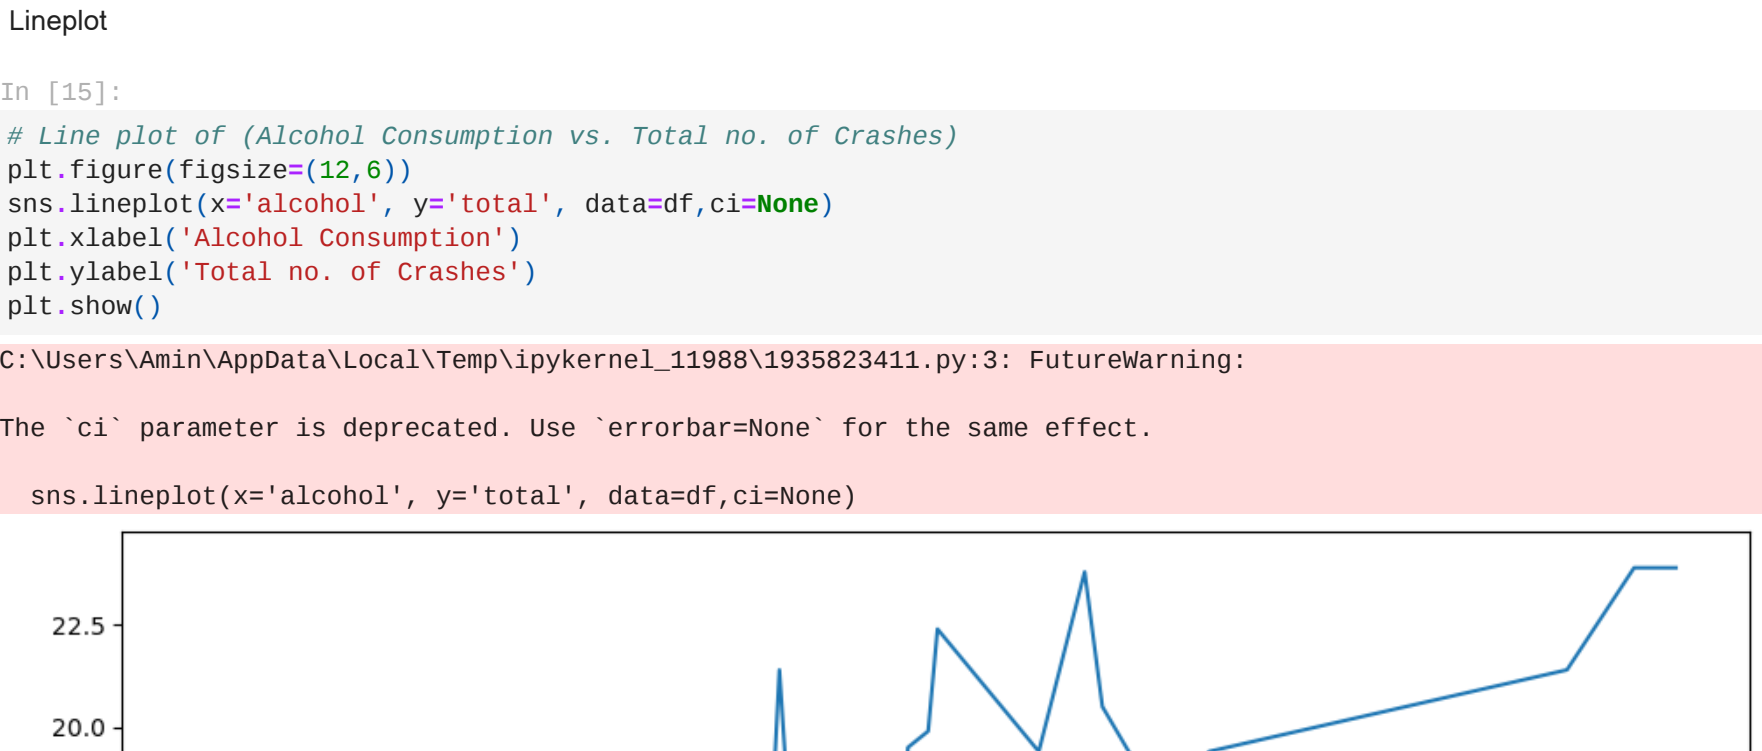 Lineplot
In [15]:
# Line plot of (Alcohol Consumption vs. Total no. of Crashes)
plt.figure(figsize=(12,6))
sns.lineplot(x='alcohol', y='total', data=df,ci=None)
plt.xlabel('Alcohol Consumption')
plt.ylabel('Total no. of Crashes')
plt.show()
C:\Users\Amin\AppData\Local\Temp\ipykernel_11988\1935823411.py:3: FutureWarning:
The `ci` parameter is deprecated. Use `errorbar=None` for the same effect.
  sns.lineplot(x='alcohol', y='total', data=df,ci=None)
22.5
20.0